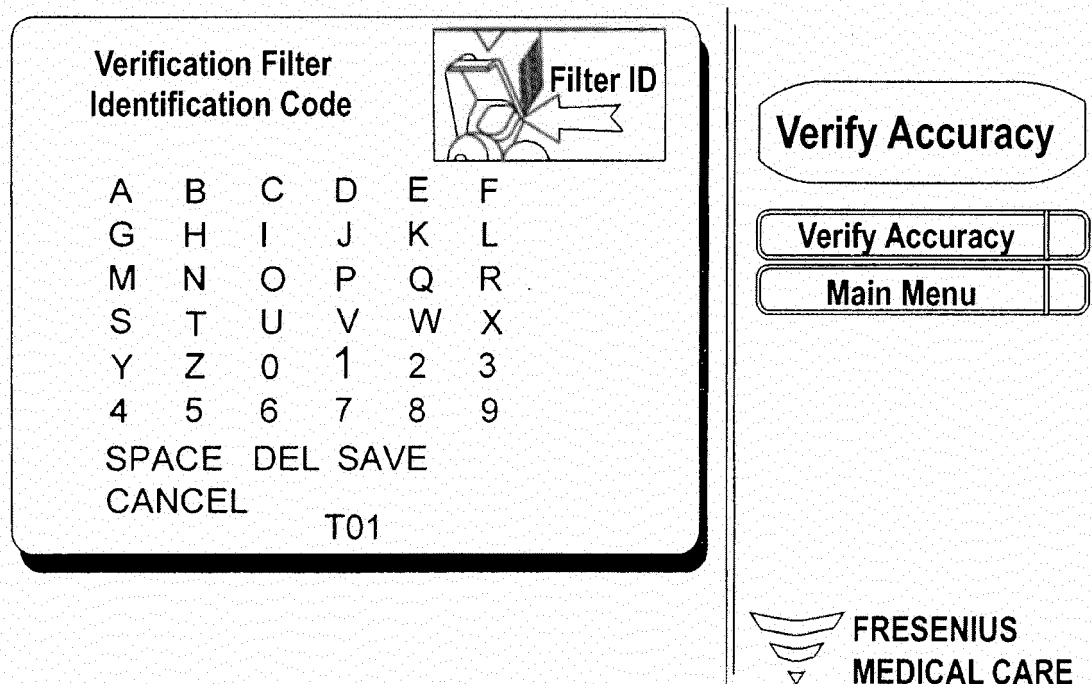 Verification Filter
Identification Code
Filter ID
A B C D E F
G H I J K L
M N O P Q R
S T U V W X
Y Z 0 1 2 3
4 5 6 7 8 9
SPACE DEL SAVE
CANCEL
T01
Verify Accuracy
Verify Accuracy
Main Menu
FRESENIUS
MEDICAL CARE